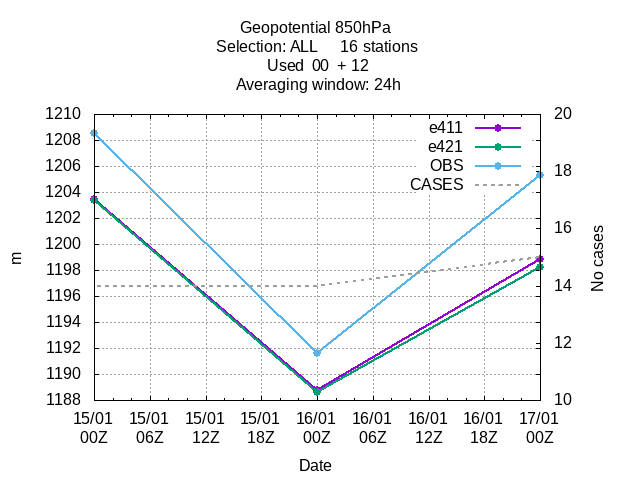 Geopotential 850hPa
Selection: ALL     16 stations
Used  00  + 12
Averaging window: 24h
1210
1208
1206
1204
1202
1200
1198
1196
1194
1192
1190
1188
m
20
18
16
14
12
10
No cases
e411
e421
OBS
CASES
15/01 15/01 15/01 15/01 16/01 16/01 16/01 16/01 17/01
00Z 06Z 12Z 18Z 00Z 06Z 12Z 18Z 00Z
Date